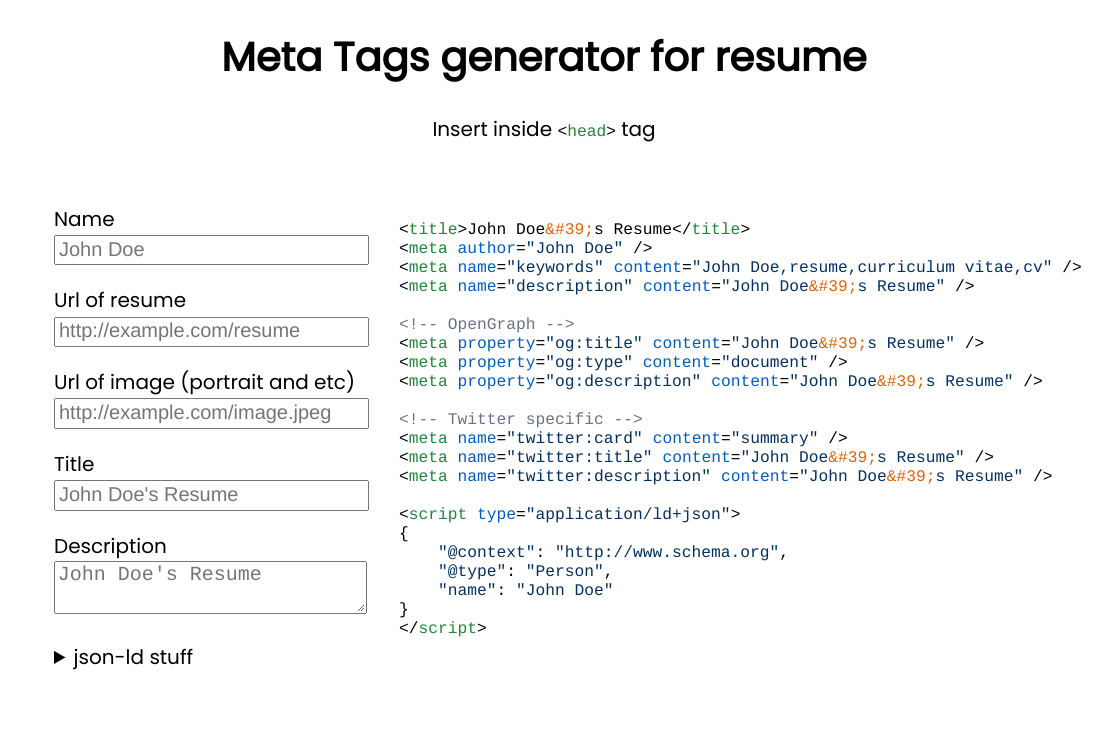 Meta Tags generator for resume
Insert inside <head> tag
Name
John Doe
Url of resume
http://example.com/resume
Url of image (portrait and etc)
http://example.com/image.jpeg
Title
John Doe's Resume
Description
John Doe's Resume
json-ld stuff
<title>John Doe&#39;s Resume</title>
<meta author="John Doe" />
<meta name="keywords" content="John Doe,resume,curriculum vitae,cv" />
<meta name="description" content="John Doe&#39;s Resume" />
<!-- OpenGraph -->
<meta property="og:title" content="John Doe&#39;s Resume" />
<meta property="og:type" content="document" />
<meta property="og:description" content="John Doe&#39;s Resume" />
<!-- Twitter specific -->
<meta name="twitter:card" content="summary" />
<meta name="twitter:title" content="John Doe&#39;s Resume" />
<meta name="twitter:description" content="John Doe&#39;s Resume" />
<script type="application/ld+json">
{
    "@context": "http://www.schema.org",
    "@type": "Person",
    "name": "John Doe"
}
</script>